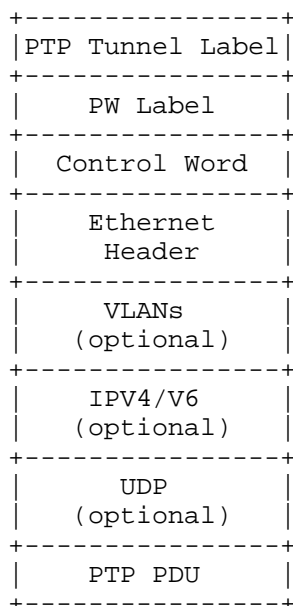 PTP Tunnel Label
PW Label
Control Word
Ethernet
Header
VLANs
(optional)
IPV4/V6
(optional)
UDP
(optional)
PTP PDU